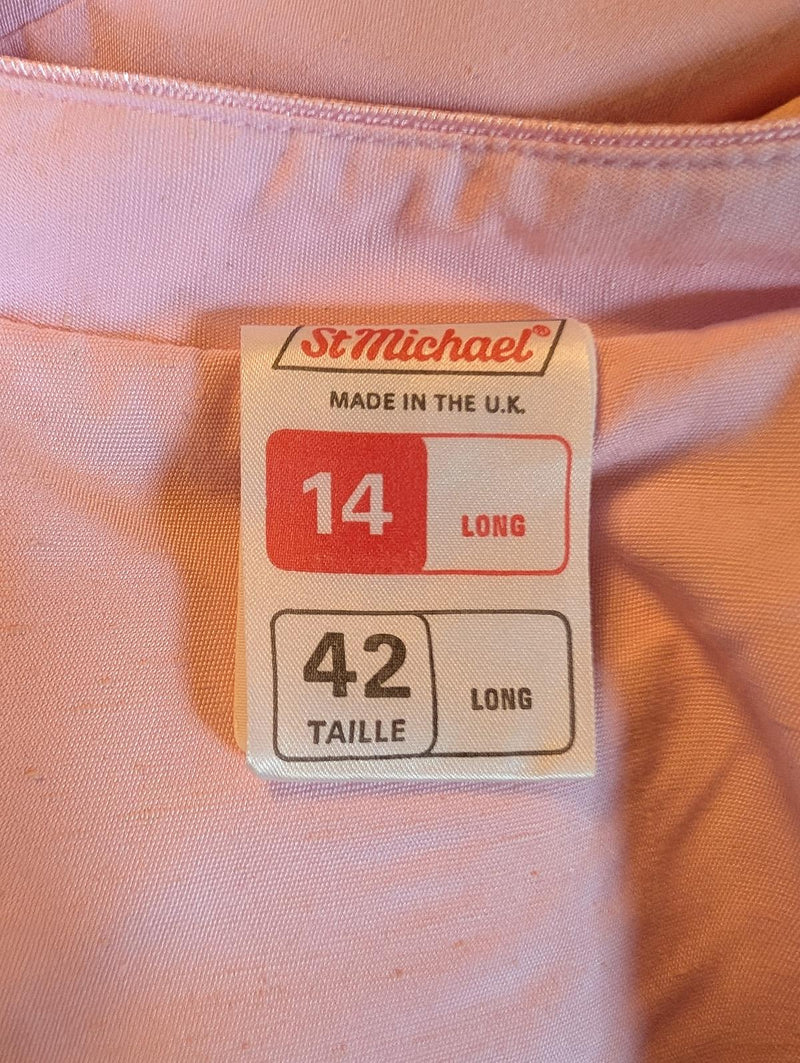 St Michael®
MADE IN THE U.K.
14 LONG
42 LONG
TAILLE